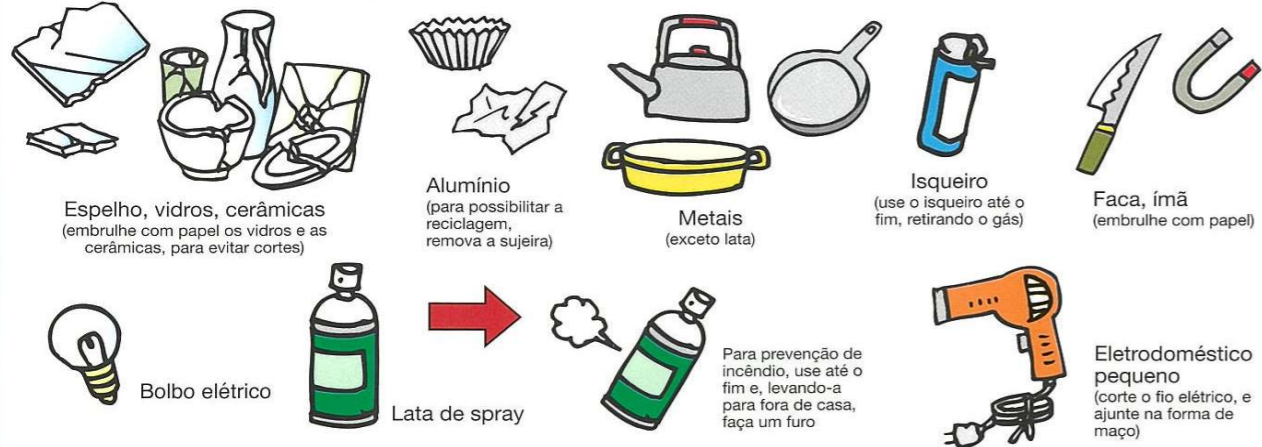 Espelho, vidros, cerâmicas
(embrulhe com papel os vidros e as
cerâmicas, para evitar cortes)
Alumínio
(para possibilitar a
reciclagem,
remova a sujeira)
Metais
(exceto lata)
Isqueiro
(use o isqueiro até o
fim, retirando o gás)
Faca, ímã
(embrulhe com papel)
Bolbo elétrico
Lata de spray
Para prevenção de
incêndio, use até o
fim e, levando-a
para fora de casa,
faça um furo
Eletrodoméstico
pequeno
(corte o fio elétrico, e
ajunte na forma de
maço)